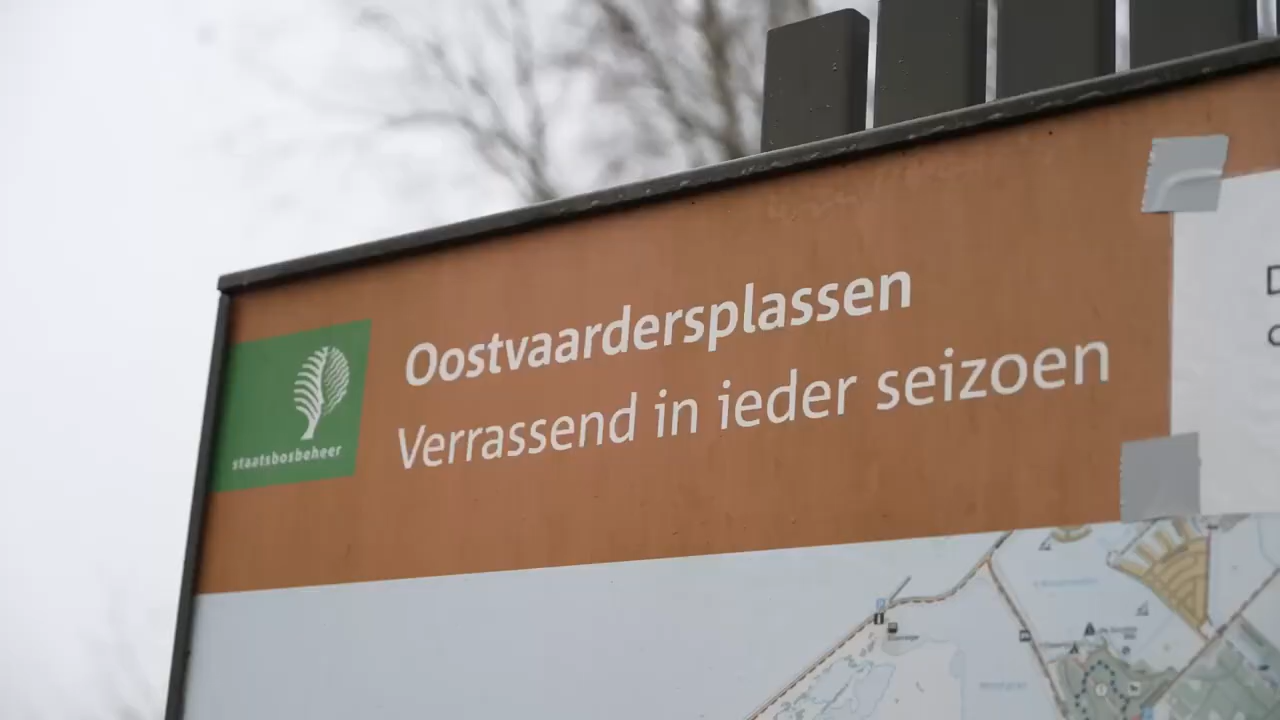 Oostvaardersplassen
Verrassend in ieder seizoen
staatsbosbeheer